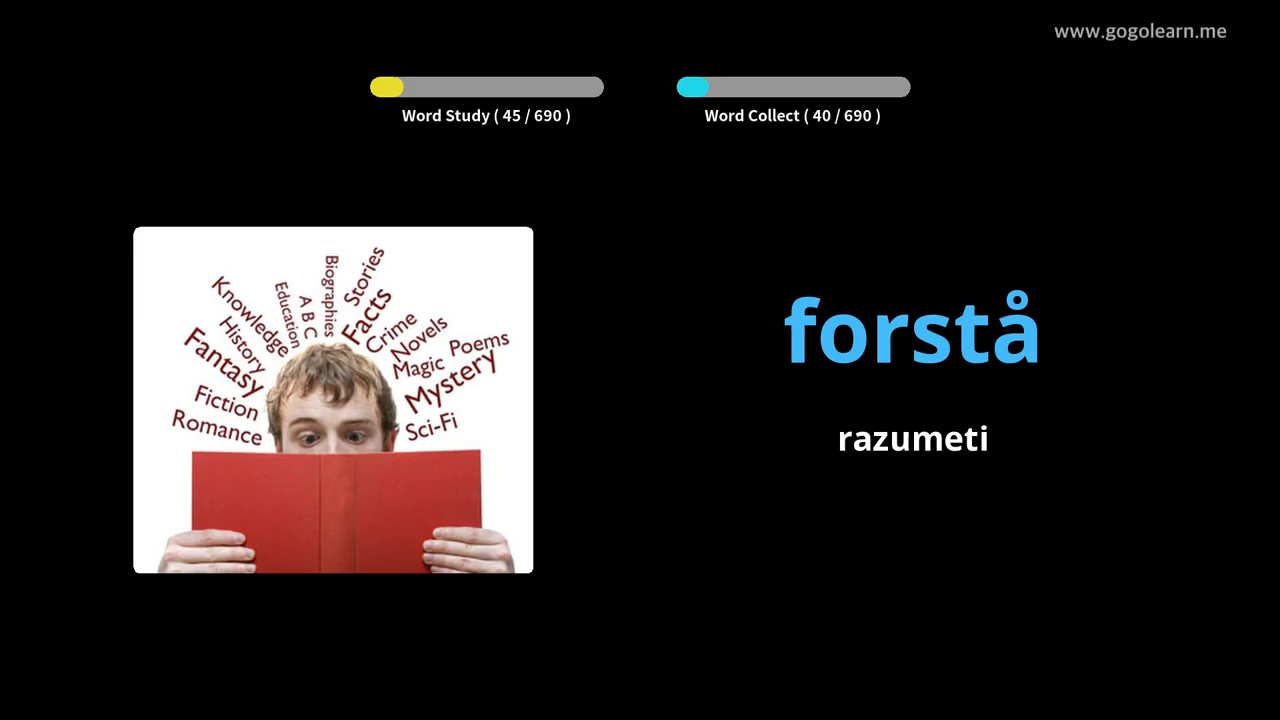 www.gogolearn.me
Word Study ( 45 / 690 )
Word Collect ( 40 / 690 )
Biographies
Stories
Education
A B C
Facts
Knowledge
Crime
History
Novels
Fantasy
Magic
Poems
Mystery
Fiction
Romance
Sci-Fi
forstå
razumeti